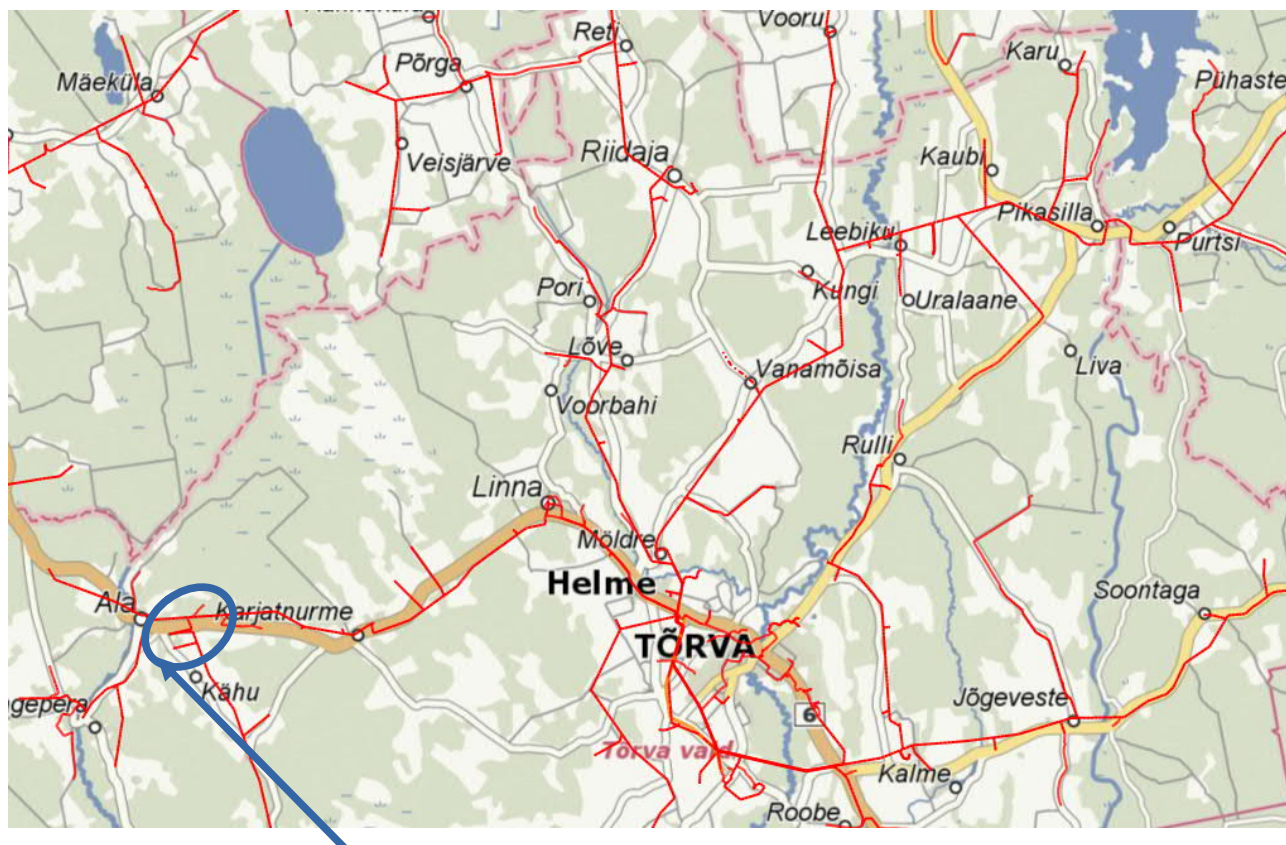 Vooru
Reti
Karu
Põrga
Mäeküla
Pühaste
Veisjärve
Riidaja
Kaubi
Pikasilla
Leebiku
Purtsi
Pori
Kungi
Uralaane
Lõve
Vanamõisa
Liva
Voorbahi
Rulli
Linna
Möldre
Helme
Soontaga
Ala
Karjatnurme
TÕRVA
Kähu
Jõgeveste
6
Tõrva vald
Kalme
Roobe